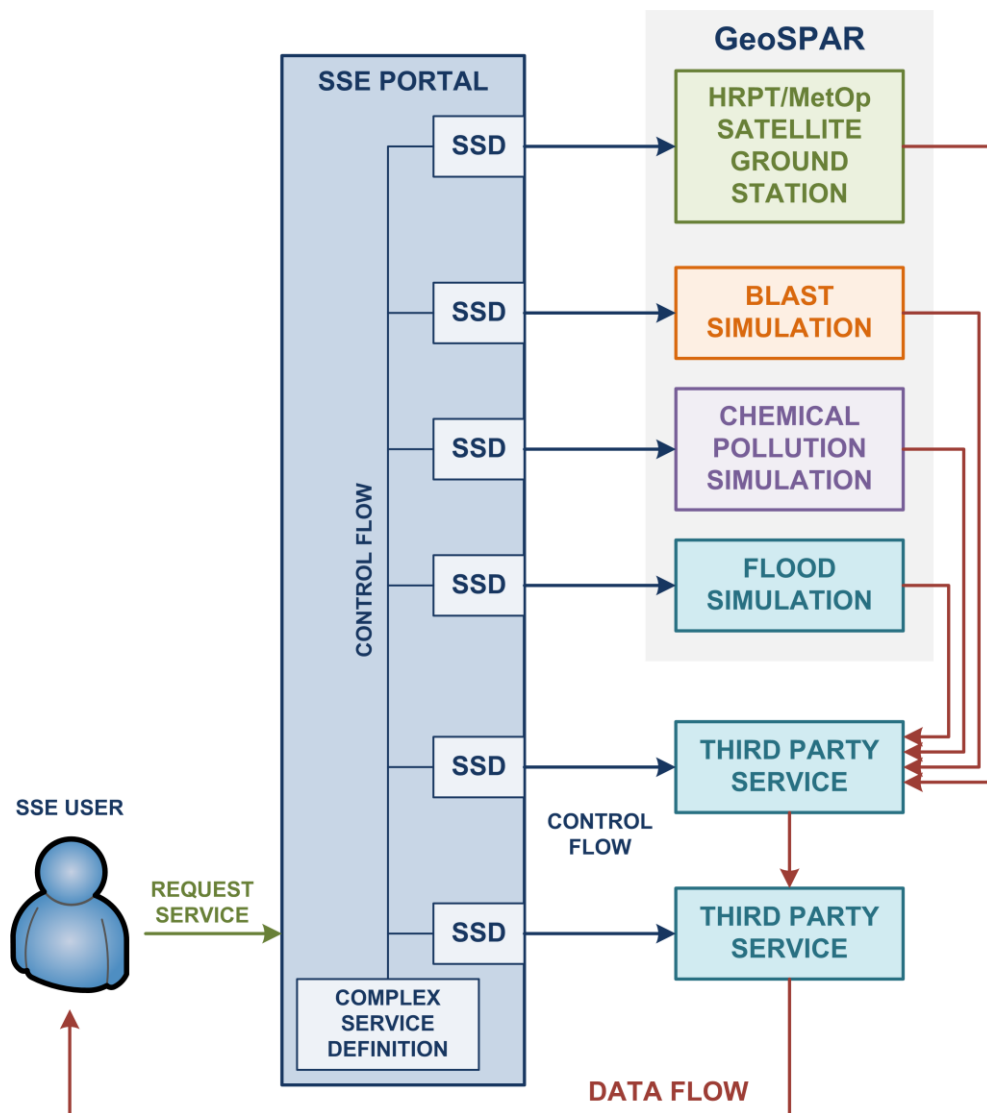 GeoSPAR
SSE PORTAL
HRPT/MetOp
SATELLITE
GROUND
STATION
SSD
BLAST
SIMULATION
SSD
CHEMICAL
POLLUTION
SIMULATION
SSD
CONTROL FLOW
FLOOD
SIMULATION
SSD
THIRD PARTY
SERVICE
SSD
SSE USER
CONTROL
FLOW
REQUEST
SERVICE
THIRD PARTY
SERVICE
SSD
COMPLEX
SERVICE
DEFINITION
DATA FLOW